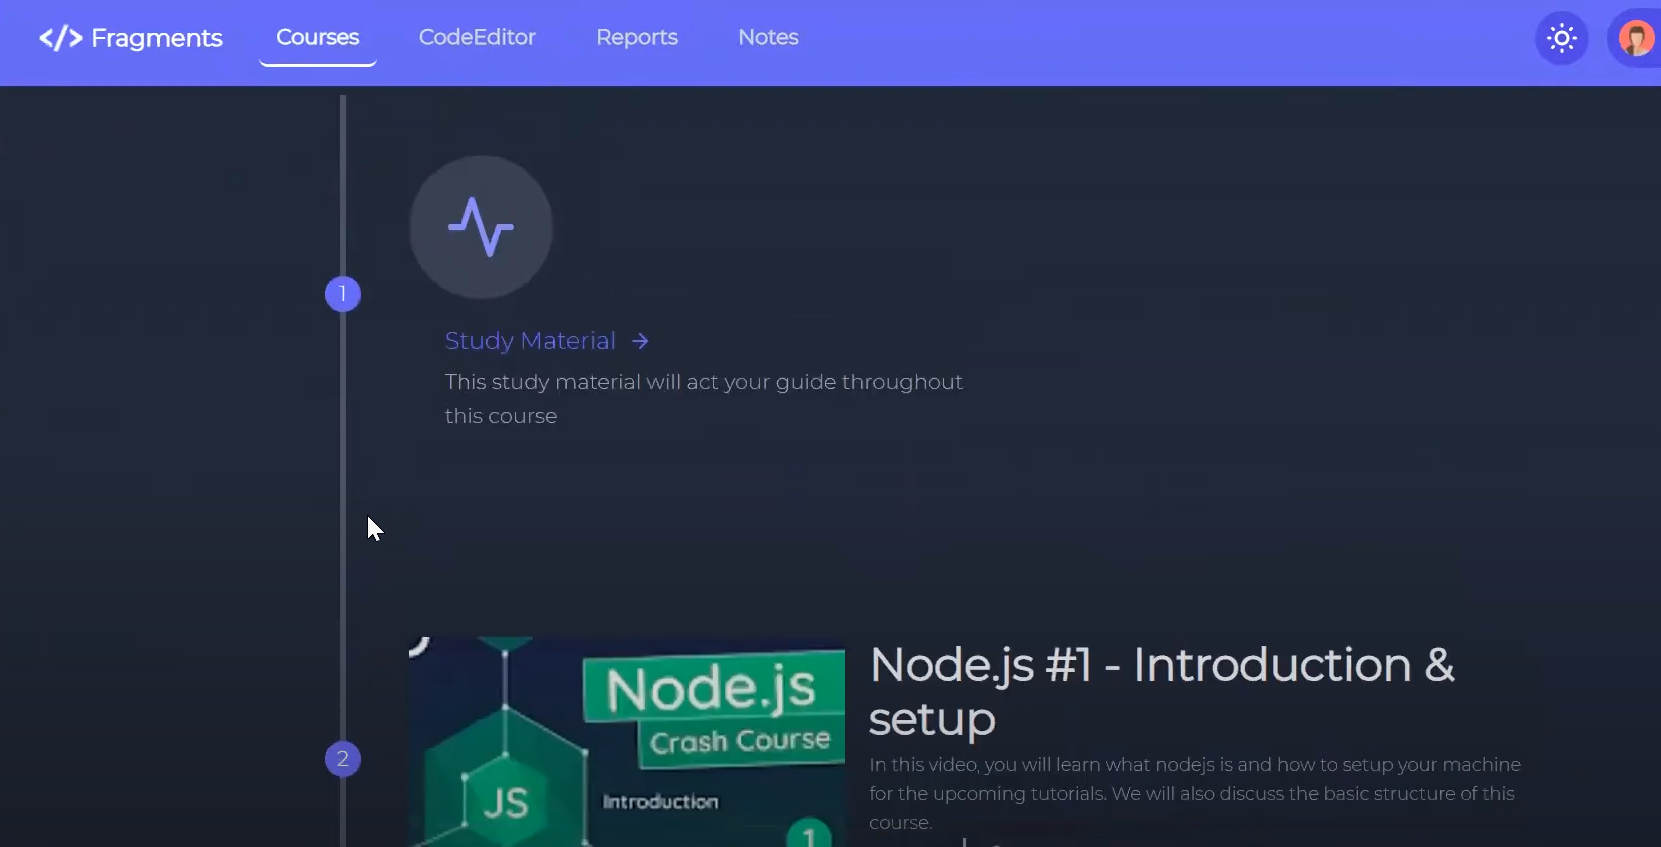 </> Fragments Courses CodeEditor Reports Notes
1
Study Material →
This study material will act your guide throughout
this course
Node.js #1 - Introduction &
setup
Node.js
Crash Course
2
In this video, you will learn what nodejs is and how to setup your machine
for the upcoming tutorials. We will also discuss the basic structure of this
course.
JS
Introduction
1